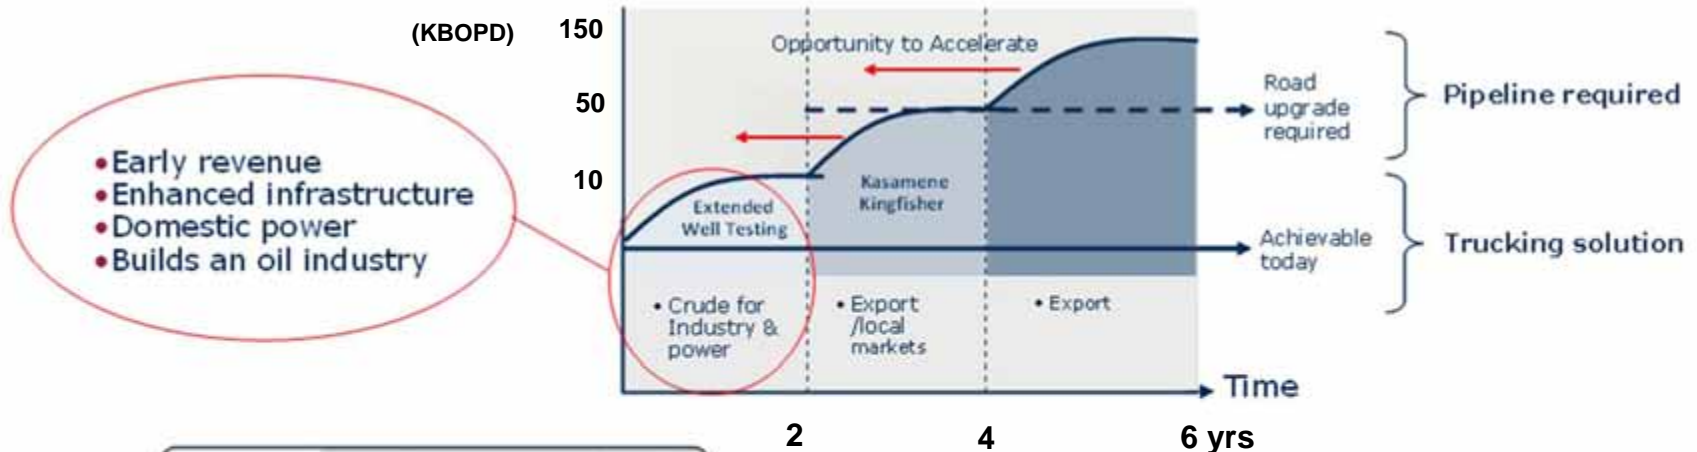 (KBOPD)
150
50
10
• Early revenue
• Enhanced infrastructure
• Domestic power
• Builds an oil industry
Opportunity to Accelerate
Extended
Well Testing
Kasamene
Kingfisher
• Crude for
Industry &
power
• Export
/local
markets
• Export
Road
upgrade
required
Achievable
today
Pipeline required
Trucking solution
Time
2
4
6 yrs